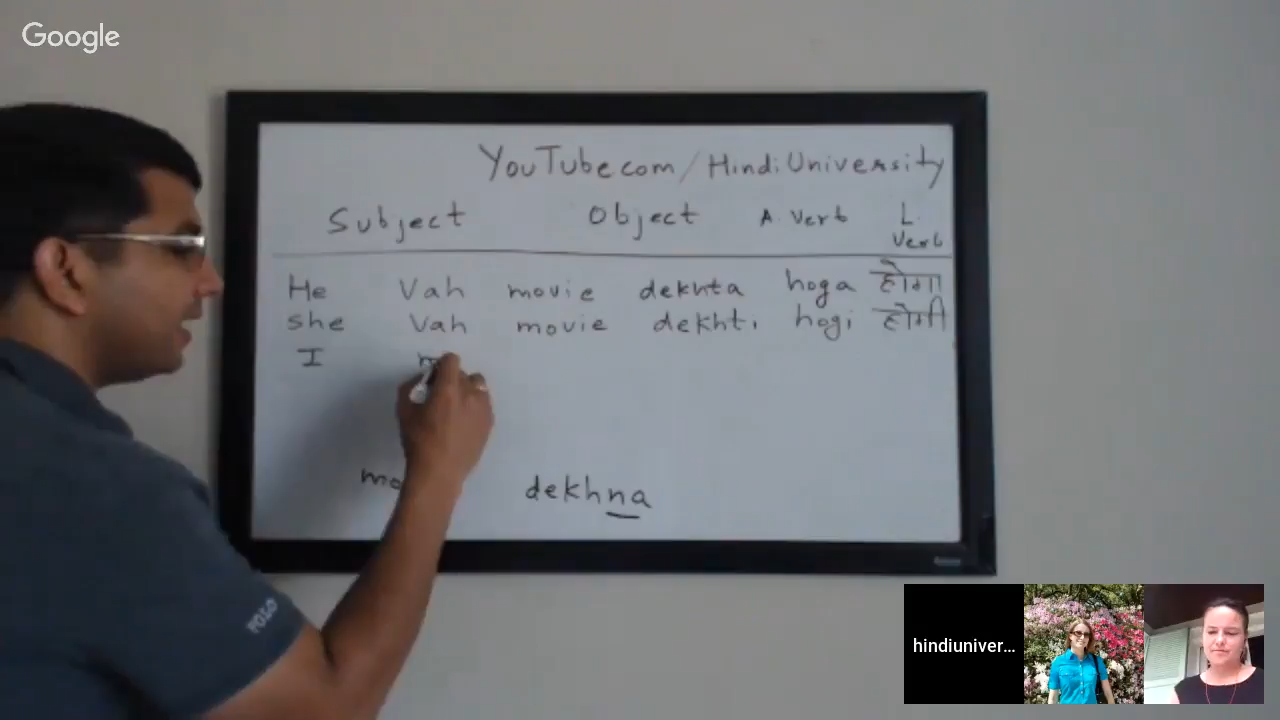 Google
YouTube.com/HindiUniversity
Subject Object A. Verb L. Verb
He Vah movie dekhta hoga होगा
She Vah movie dekhti hogi होगी
I
dekhna
POLO
hindiuniver...